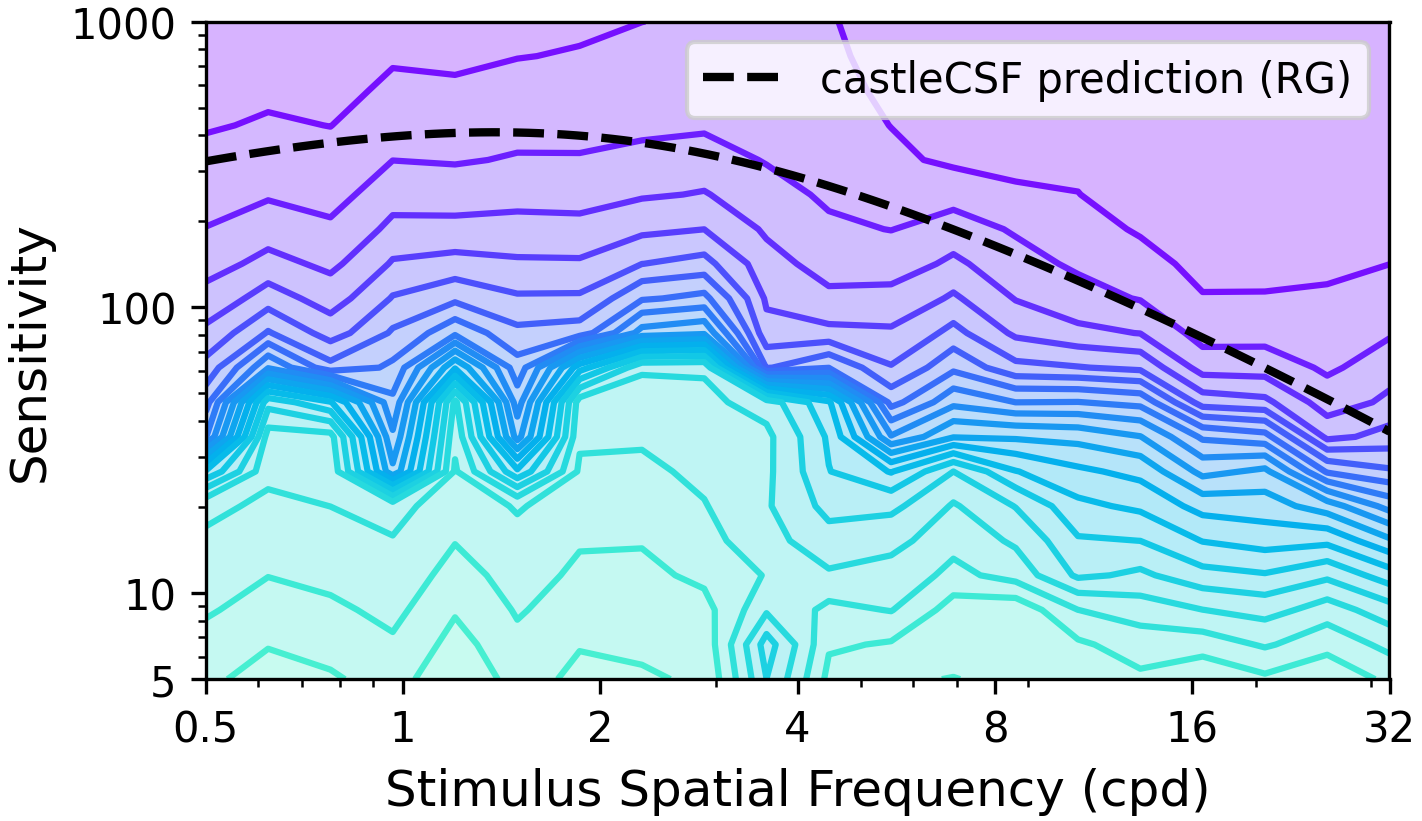 1000
100
10
5
Sensitivity
castleCSF prediction (RG)
0.5 1 2 4 8 16 32
Stimulus Spatial Frequency (cpd)